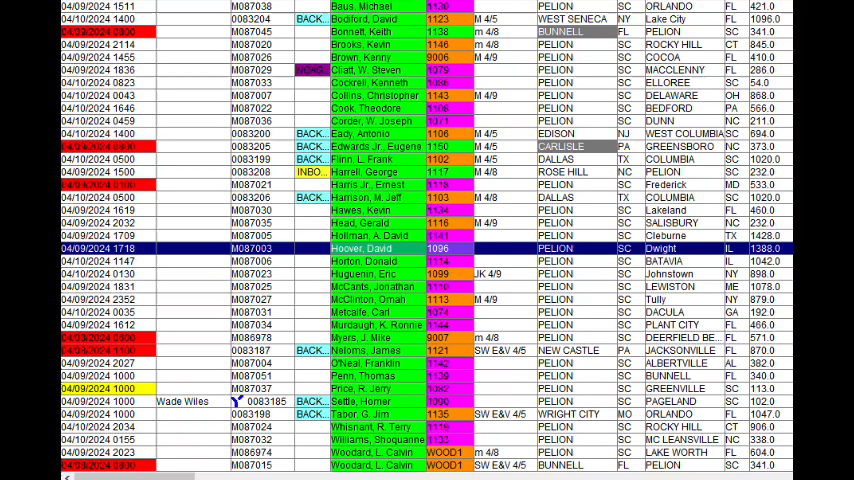 04/09/2024 1511 M087038 Baus, Michael 1130 PELION SC ORLANDO FL 421.0
04/10/2024 1400 0083204 BACK... Bodiford, David 1123 M 4/5 WEST SENECA NY Lake City FL 1096.0
M087045 Bonnett, Keith 1138 m 4/8 BUNNELL FL PELION SC 341.0
04/09/2024 2114 M087020 Brooks, Kevin 1146 m 4/8 PELION SC ROCKY HILL CT 845.0
04/09/2024 1455 M087026 Brown, Kenny 9006 M 4/9 PELION SC COCOA FL 410.0
04/09/2024 1836 M087029 Cliatt, W. Steven 1079 PELION SC MACCLENNY FL 286.0
04/10/2024 0823 M087033 Cockrell, Kenneth PELION SC ELLOREE SC 54.0
04/10/2024 0043 M087007 Collins, Christopher 1143 M 4/9 PELION SC DELAWARE OH 868.0
04/10/2024 1646 M087022 Cook, Theodore 1108 PELION SC BEDFORD PA 566.0
04/10/2024 0459 M087036 Corder, W. Joseph 1071 PELION SC DUNN NC 211.0
04/10/2024 1400 0083200 BACK... Eady, Antonio 1106 M 4/5 EDISON NJ WEST COLUMBIA SC 694.0
0083205 BACK... Edwards Jr., Eugene 1150 M 4/5 CARLISLE PA GREENSBORO NC 373.0
04/10/2024 0500 0083199 BACK... Flinn, L. Frank 1102 M 4/5 DALLAS TX COLUMBIA SC 1020.0
04/09/2024 1500 0083208 INBO... Harrell, George 1117 M 4/8 ROSE HILL NC PELION SC 232.0
M087021 Harris Jr., Ernest 1118 PELION SC Frederick MD 533.0
04/10/2024 0500 0083206 BACK... Harrison, M. Jeff 1103 M 4/8 DALLAS TX COLUMBIA SC 1020.0
04/09/2024 1619 M087030 Hawes, Kevin 1134 PELION SC Lakeland FL 460.0
04/09/2024 2032 M087035 Head, Gerald 1116 M 4/9 PELION SC SALISBURY NC 232.0
04/09/2024 1709 M087005 Hollman, A. David 1141 PELION SC Cleburne TX 1428.0
04/09/2024 1718 M087003 Hoover, David 1096 PELION SC Dwight IL 1388.0
04/10/2024 1147 M087006 Horton, Donald 1114 PELION SC BATAVIA IL 1042.0
04/10/2024 0130 M087023 Huguenin, Eric 1099 JK 4/9 PELION SC Johnstown NY 898.0
04/09/2024 1831 M087025 McCants, Jonathan 1110 PELION SC LEWISTON ME 1078.0
04/09/2024 2352 M087027 McClinton, Omah 1113 M 4/9 PELION SC Tully NY 879.0
04/10/2024 0035 M087031 Metcalfe, Carl 1074 PELION SC DACULA GA 191.0
04/09/2024 1612 M087034 Murdaugh, K. Ronnie 1144 PELION SC PLANT CITY FL 466.0
M086978 Myers, J. Mike 9007 m 4/8 PELION SC DEERFIELD BE... FL 571.0
0083187 BACK... Neloms, James 1121 SW E&V 4/5 NEW CASTLE PA JACKSONVILLE FL 870.0
04/09/2024 2027 M087004 O'Neal, Franklin 1142 PELION SC ALBERTVILLE AL 382.0
04/09/2024 1000 M087051 Penn, Thomas 1139 PELION SC BUNNELL FL 340.0
04/09/2024 1000 M087037 Price, R. Jerry 1082 PELION SC GREENVILLE SC 113.0
04/09/2024 1000 Wade Wiles 0083185 BACK... Settle, Homer PELION SC PAGELAND SC 102.0
04/09/2024 1000 0083198 BACK... Tabor, G. Jim 1135 SW E&V 4/5 WRIGHT CITY MO ORLANDO FL 1047.0
04/09/2024 2034 M087024 Whisnant, R. Terry PELION SC ROCKY HILL CT 906.0
04/10/2024 0155 M087032 Williams, Shoquanne 1133 PELION SC MC LEANSVILLE NC 338.0
04/09/2024 2023 M086974 Woodard, L. Calvin WOOD1 m 4/8 PELION SC LAKE WORTH FL 604.0
M087015 Woodard, L. Calvin WOOD1 SW E&V 4/5 BUNNELL FL PELION SC 341.0